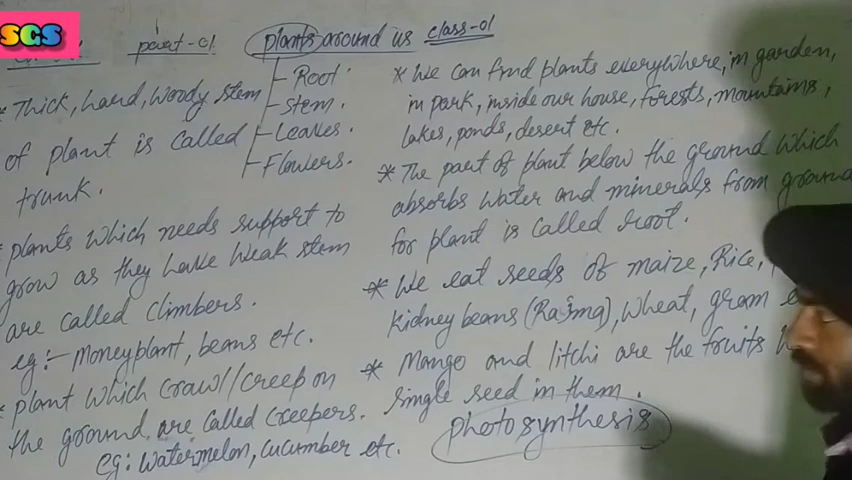 SGS
part-01
plants around us class-01
Root
Stem.
Leaves.
Flowers.
* Thick, hard, woody stem
of plant is called
trunk.
* plants which needs support to
grow as they have weak stem
are called climbers.
eg:- Moneyplant, beans etc.
* plant which crawl/creep on
the ground are called creepers.
eg: watermelon, cucumber etc.
* We can find plants everywhere, in garden,
in park, inside our house, forests, mountains,
lakes, ponds, desert etc.
* The part of plant below the ground which
absorbs water and minerals from ground
for plant is called root.
* We eat seeds of maize, Rice,
kidney beans (Rajma), wheat, gram
* Mango and litchi are the fruits
single seed in them.
photosynthesis